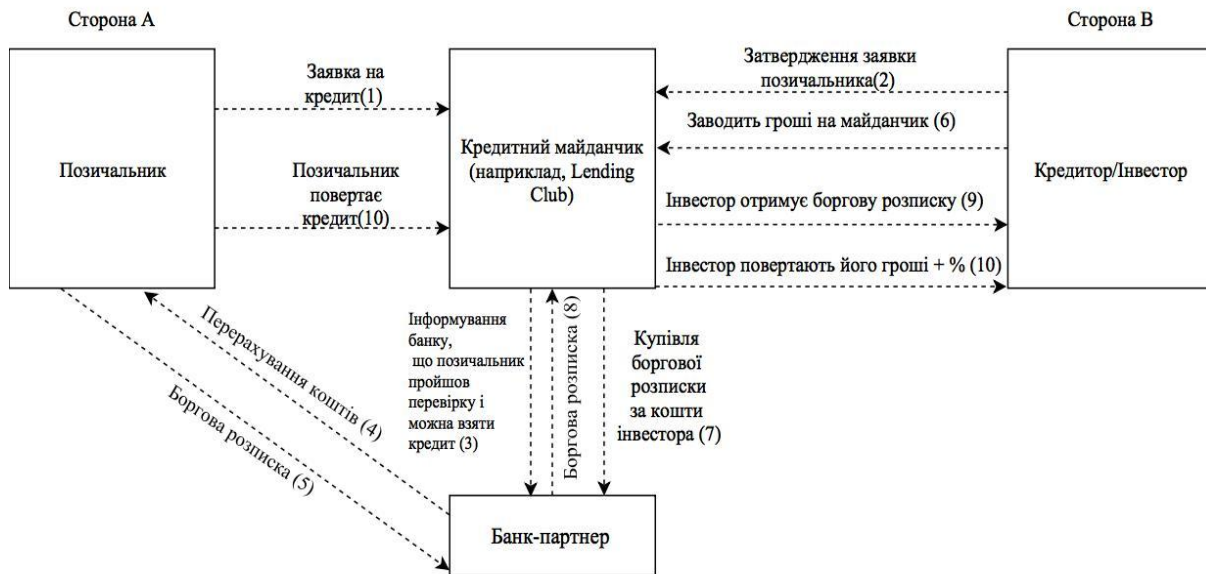 Сторона А
Сторона В
Позичальник
Заявка на
кредит(1)
Позичальник
повертає
кредит(10)
Кредитний майданчик
(наприклад, Lending
Club)
Затвердження заявки
позичальника(2)
Заводить гроші на майданчик (6)
Інвестор отримує боргову розписку (9)
Інвестор повертають його гроші + % (10)
Кредитор/Інвестор
Перерахування коштів (4)
Боргова розписка (5)
Інформування
банку,
що позичальник
пройшов
перевірку і
можна взяти
кредит (3)
Боргова розписка (8)
Купівля
боргової
розписки
за кошти
інвестора (7)
Банк-партнер